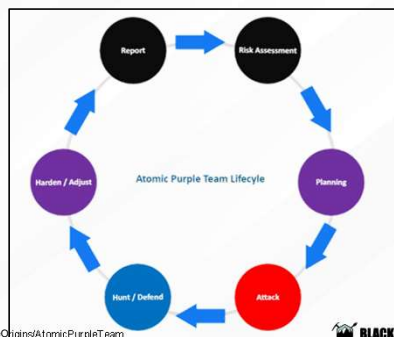 Report
Risk Assessment
Harden / Adjust
Atomic Purple Team Lifecyle
Planning
Hunt / Defend
Attack
Origins/AtomicPurpleTeam
BLACK